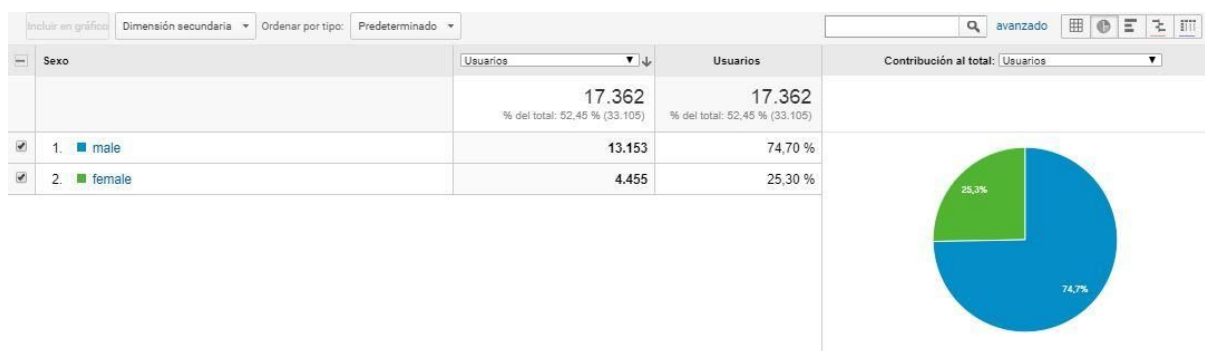 Incluir en gráfico Dimensión secundaria Ordenar por tipo: Predeterminado avanzado
Sexo Usuarios Usuarios Contribución al total: Usuarios
17.362 17.362
% del total: 52,45 % (33.105) % del total: 52,45 % (33.105)
1. male 13.153 74,70 %
2. female 4.455 25,30 %
25,3%
74,7%